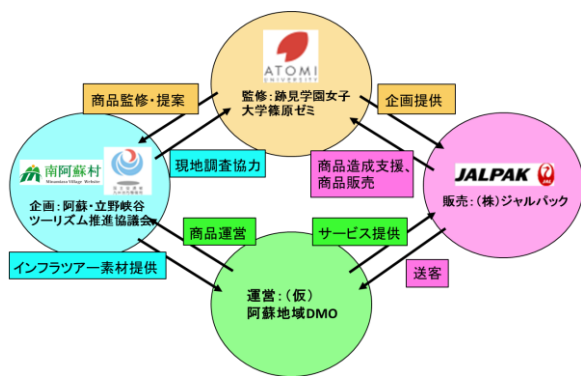 ATOMI
UNIVERSITY
監修：跡見学園女子
大学篠原ゼミ
商品監修・提案
企画提供
現地調査協力
商品造成支援、
商品販売
南阿蘇村
Minamiaso Village Website
企画：阿蘇・立野峡谷
ツーリズム推進協議会
JALPAK
販売：（株）ジャルパック
商品運営
サービス提供
インフラツアー素材提供
送客
運営：（仮）
阿蘇地域DMO